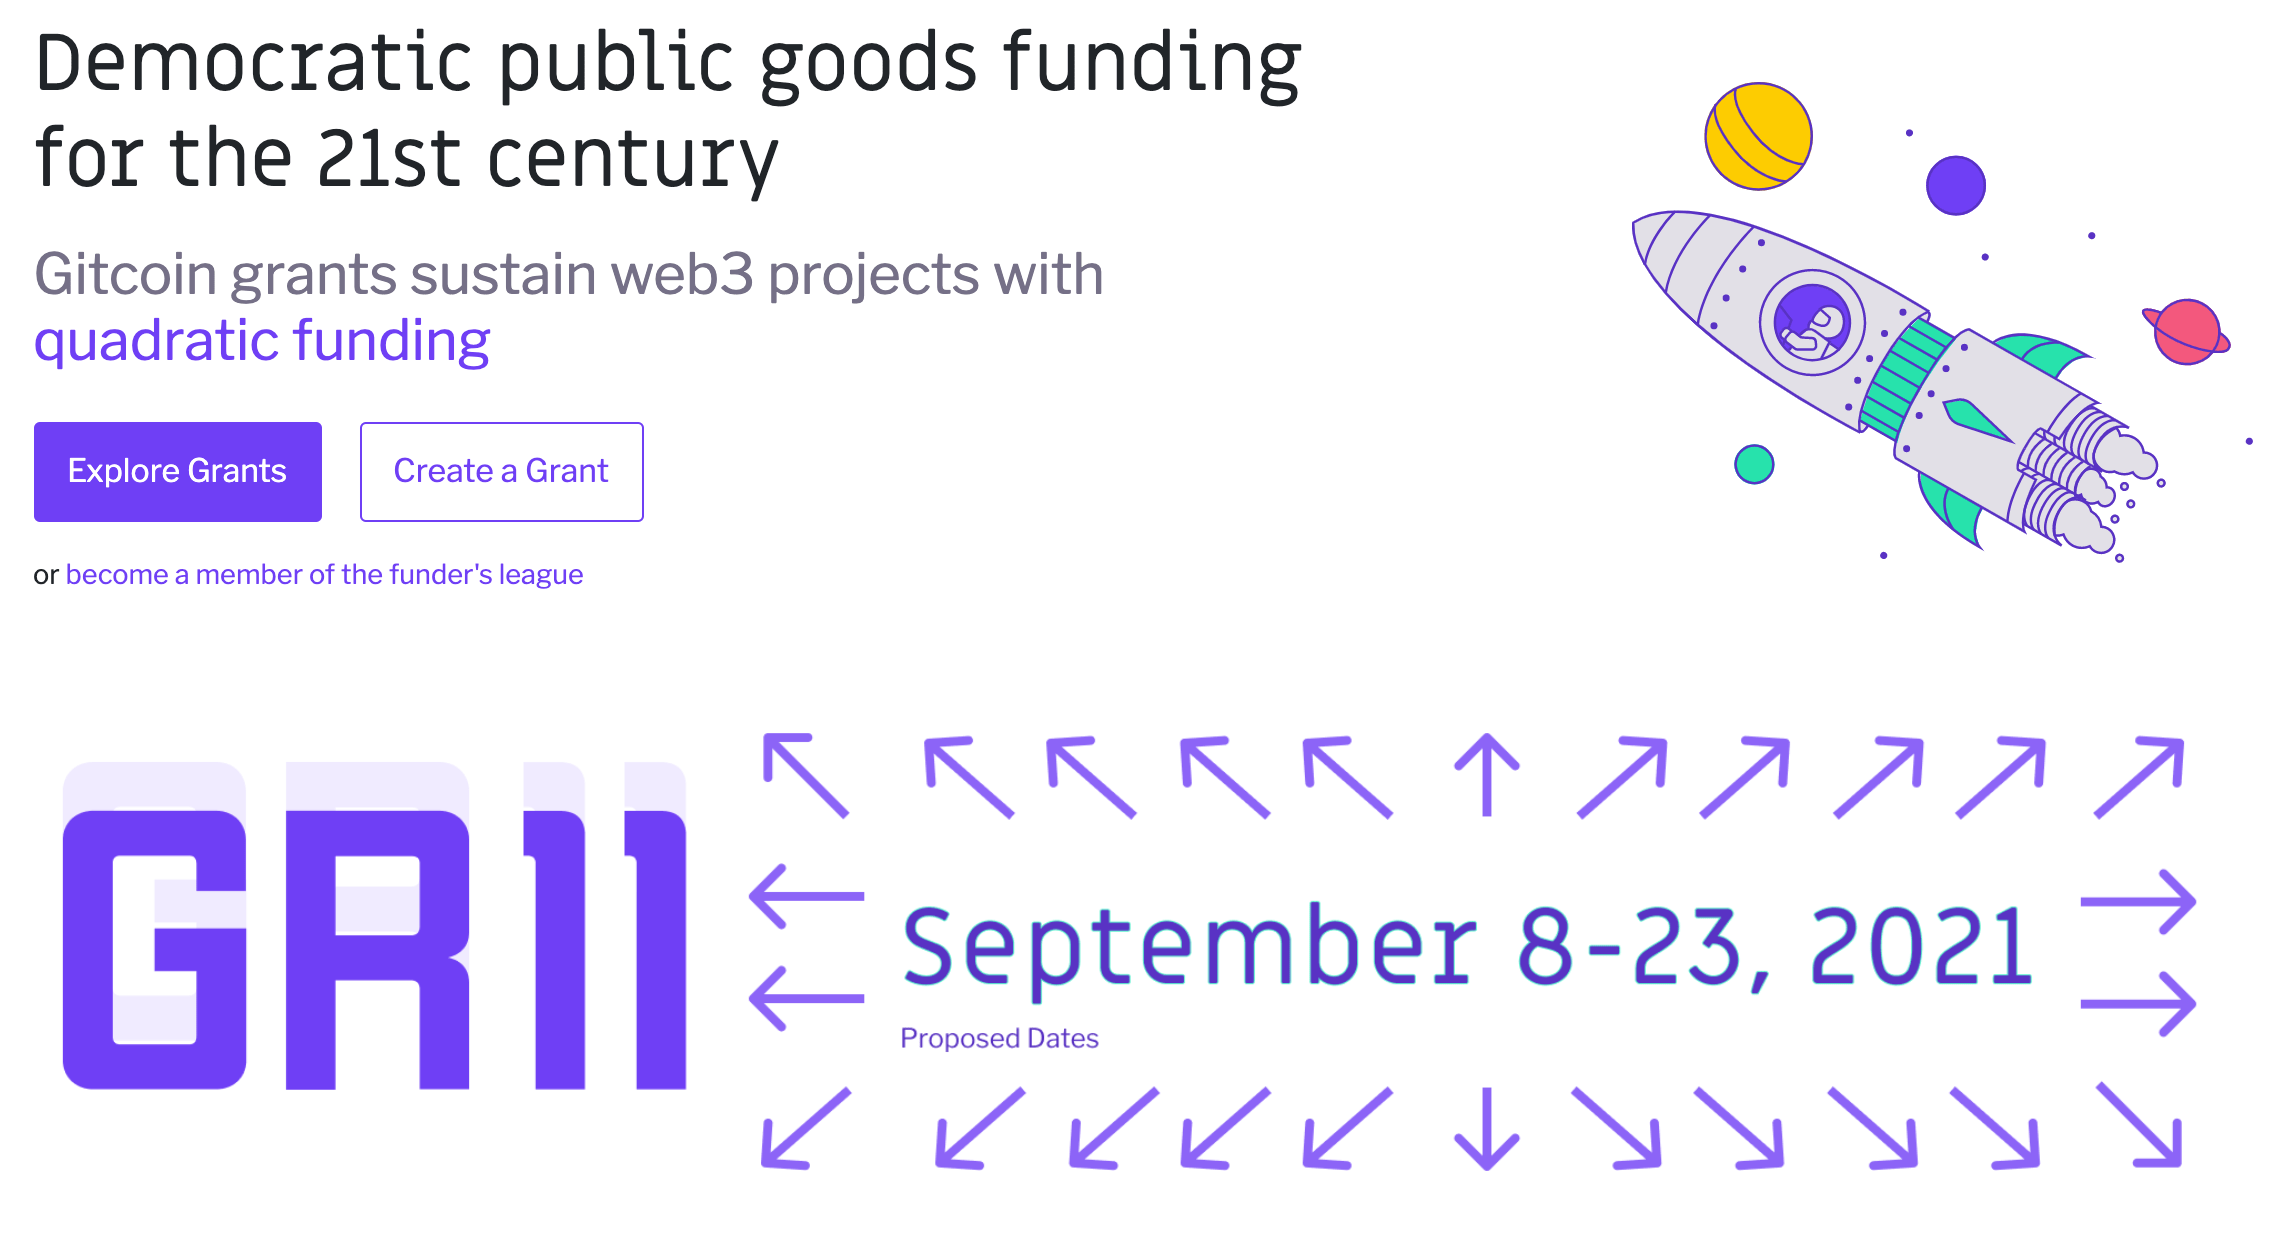 Democratic public goods funding
for the 21st century
Gitcoin grants sustain web3 projects with
quadratic funding
Explore Grants
Create a Grant
or become a member of the funder's league
GR11
September 8-23, 2021
Proposed Dates